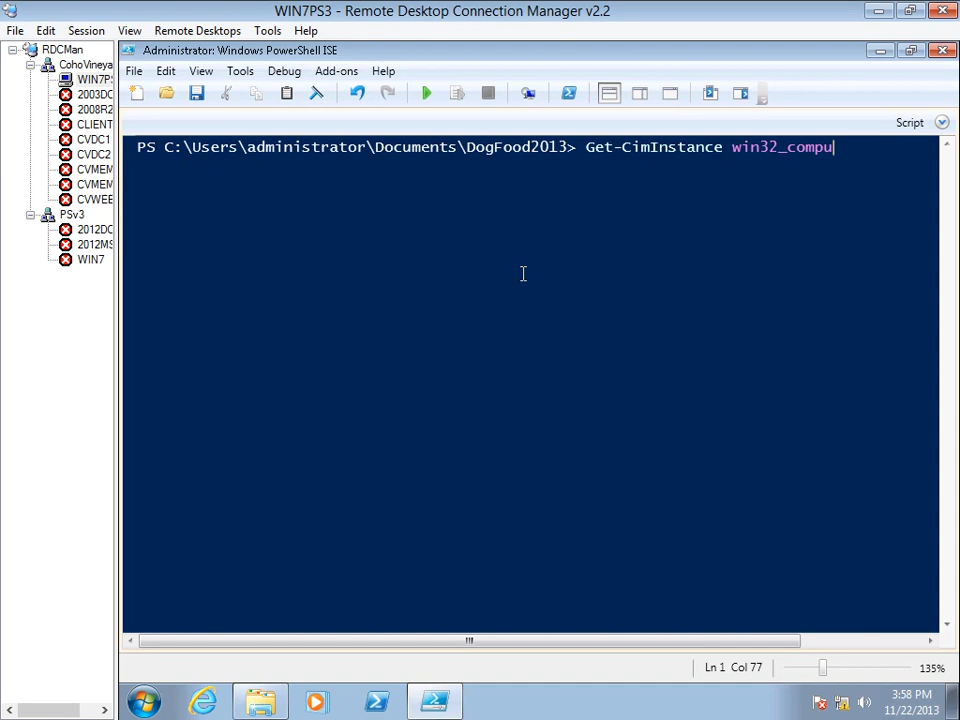 WIN7PS3 - Remote Desktop Connection Manager v2.2
File Edit Session View Remote Desktops Tools Help
RDCMan
CohoVineya
WIN7PS
2003DC
2008R2
CLIENT
CVDC1
CVDC2
CVMEM
CVMEM
CVWEE
PSv3
2012DC
2012MS
WIN7
Administrator: Windows PowerShell ISE
File Edit View Tools Debug Add-ons Help
Script
PS C:\Users\administrator\Documents\DogFood2013> Get-CimInstance win32_compu
Ln 1 Col 77
135%
3:58 PM
11/22/2013